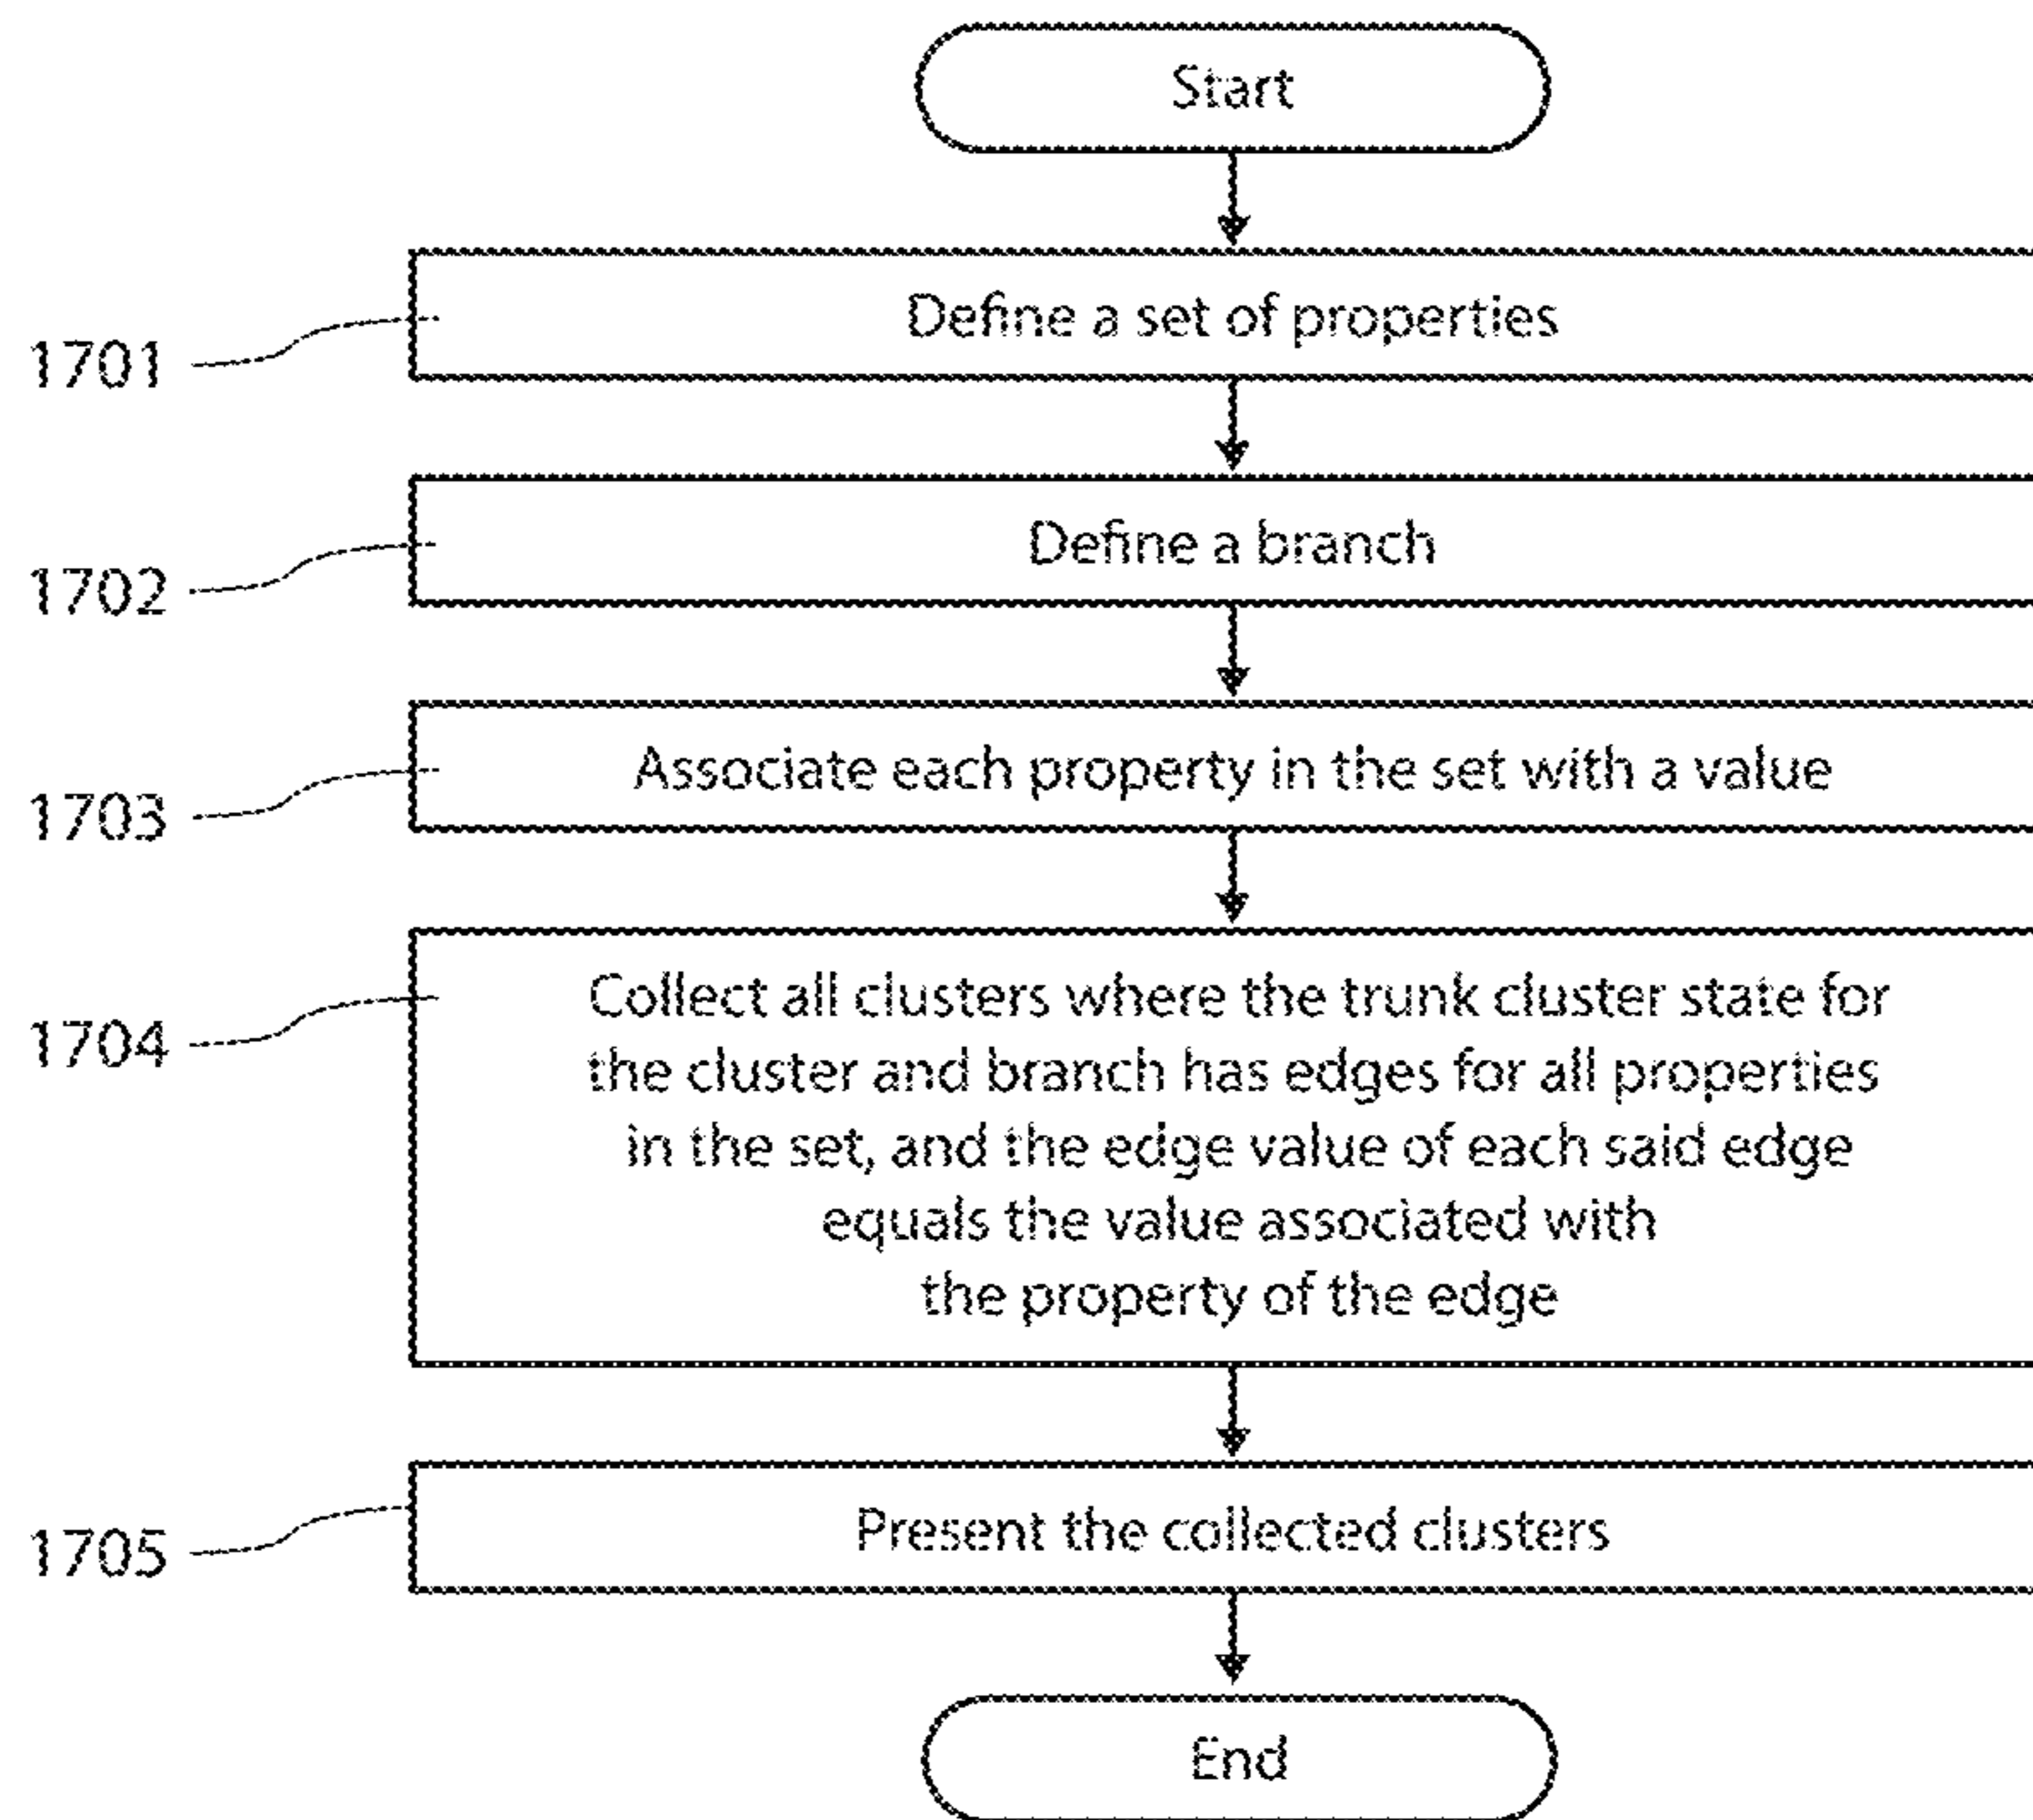 Start
Define a set of properties
1701
Define a branch
1702
Associate each property in the set with a value
1703
Collect all clusters where the trunk cluster state for
the cluster and branch has edges for all properties
in the set, and the edge value of each said edge
equals the value associated with
the property of the edge
1704
Present the collected clusters
1705
End